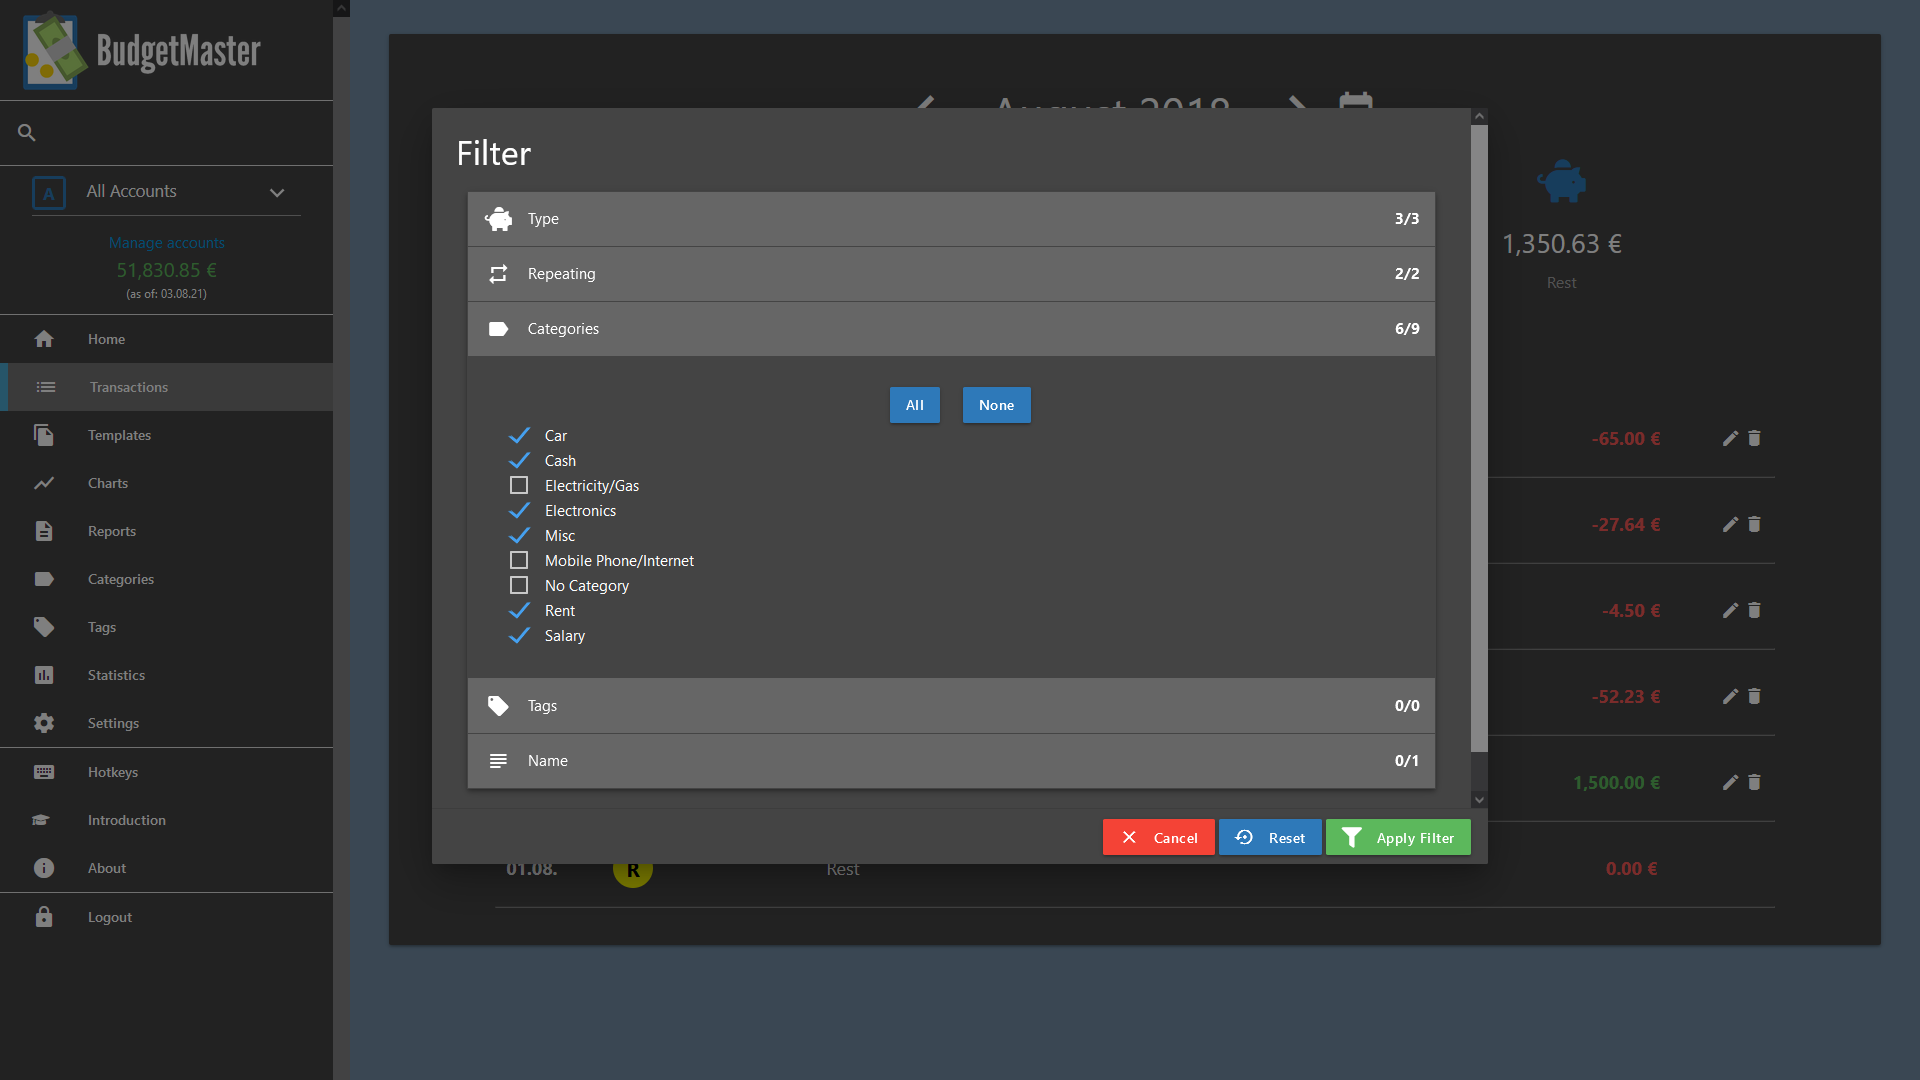 BudgetMaster
A
All Accounts
Manage accounts
51,830.85 €
(as of: 03.08.21)
Home
Transactions
Templates
Charts
Reports
Categories
Tags
Statistics
Settings
Hotkeys
Introduction
About
Logout
August 2018
Filter
Type 3/3
Repeating 2/2
Categories 6/9
All None
Car
Cash
Electricity/Gas
Electronics
Misc
Mobile Phone/Internet
No Category
Rent
Salary
Tags 0/0
Name 0/1
Cancel Reset Apply Filter
1,350.63 €
Rest
-65.00 €
-27.64 €
-4.50 €
-52.23 €
1,500.00 €
01.08. R Rest 0.00 €